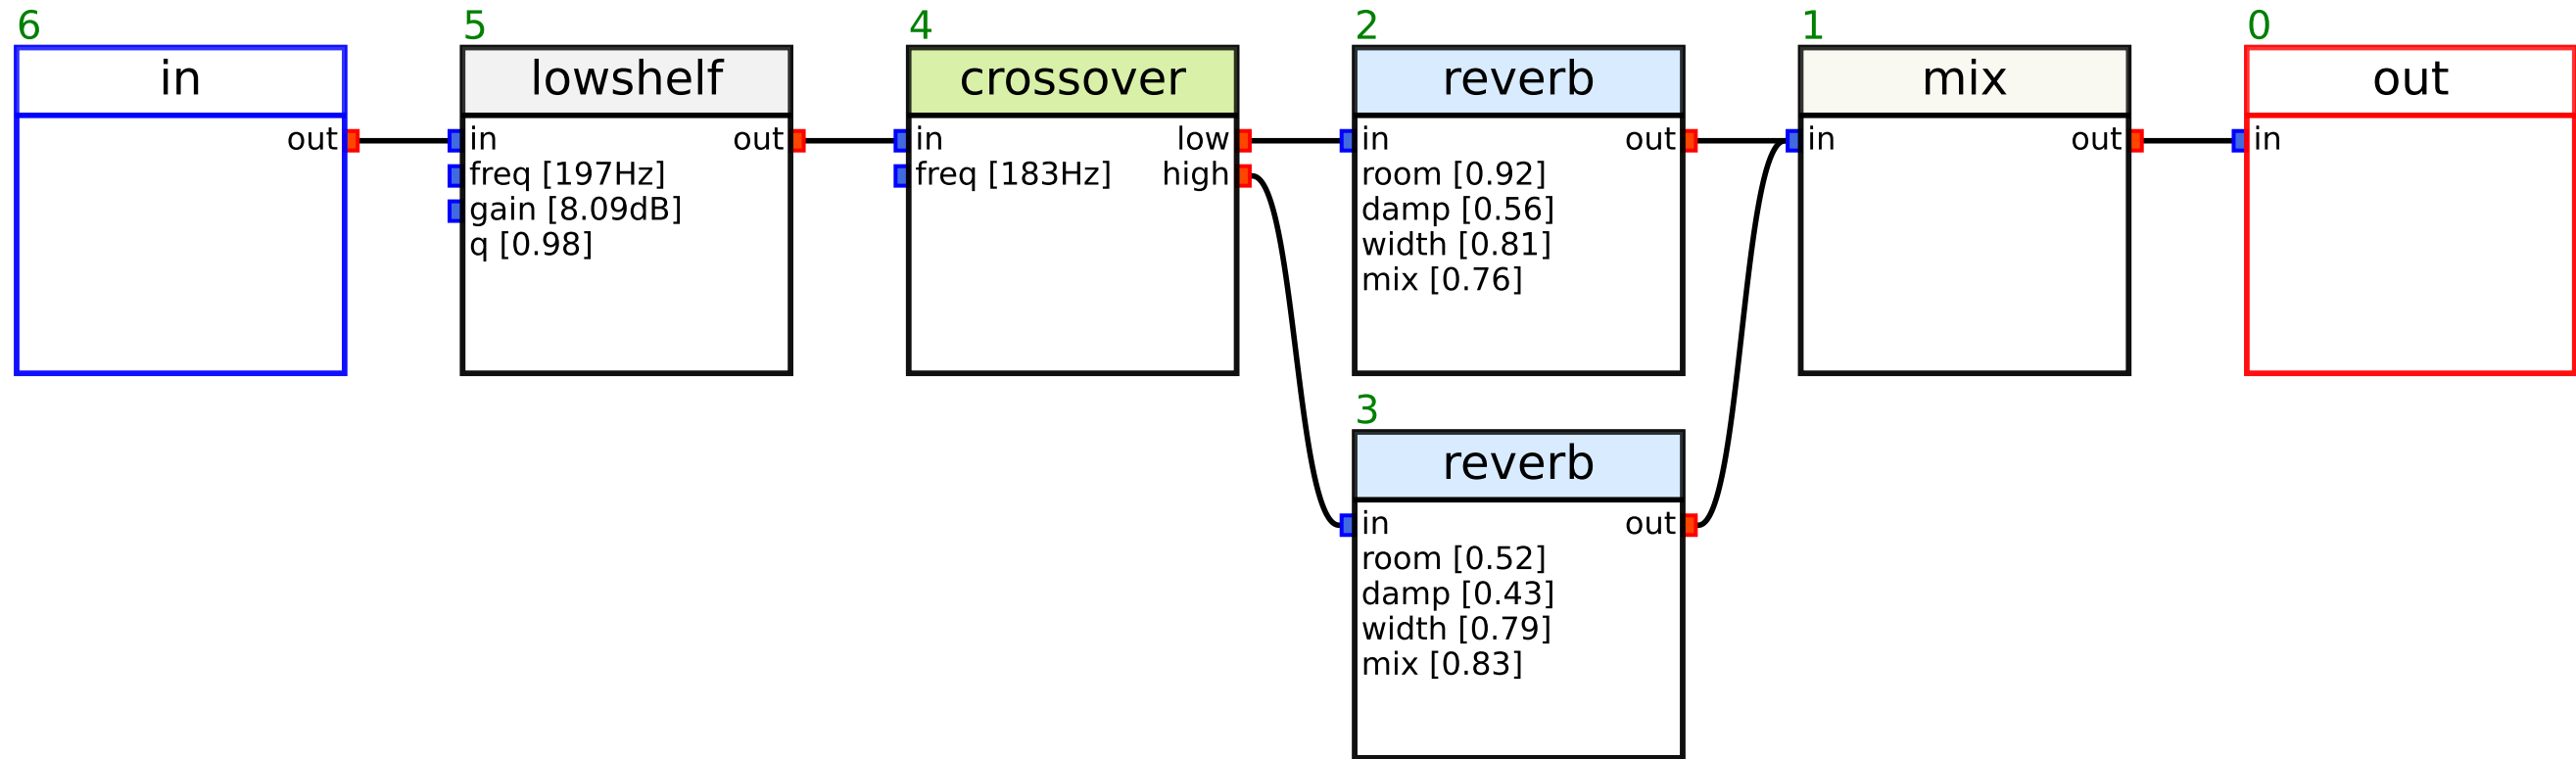 6
in
out
5
lowshelf
in out
freq [197Hz]
gain [8.09dB]
q [0.98]
4
crossover
in low
freq [183Hz] high
2
reverb
in out
room [0.92]
damp [0.56]
width [0.81]
mix [0.76]
3
reverb
in out
room [0.52]
damp [0.43]
width [0.79]
mix [0.83]
1
mix
in out
0
out
in